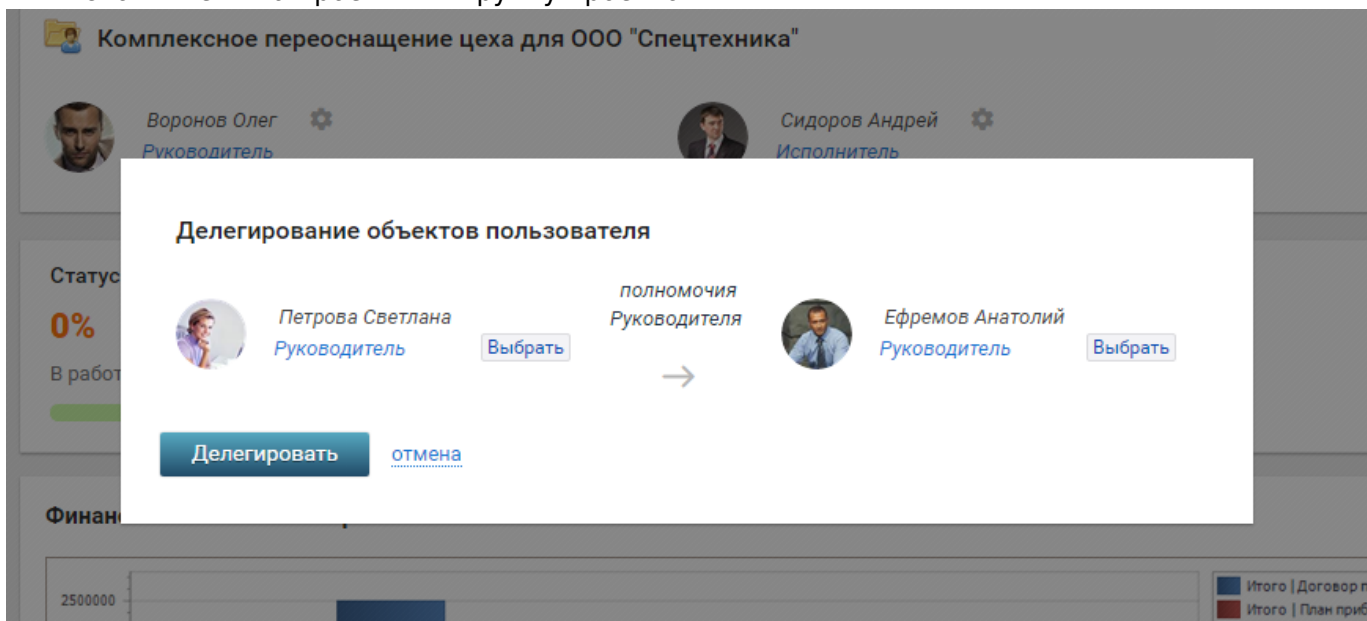 Комплексное переоснащение цеха для ООО "Спецтехника"
Воронов Олег
Руководитель
Сидоров Андрей
Исполнитель
Делегирование объектов пользователя
Петрова Светлана
Руководитель
Выбрать
полномочия
Руководителя
Ефремов Анатолий
Руководитель
Выбрать
Делегировать
отмена
Статус
0%
В работ
Финан
2500000
Итого | Договор п
Итого | План приб